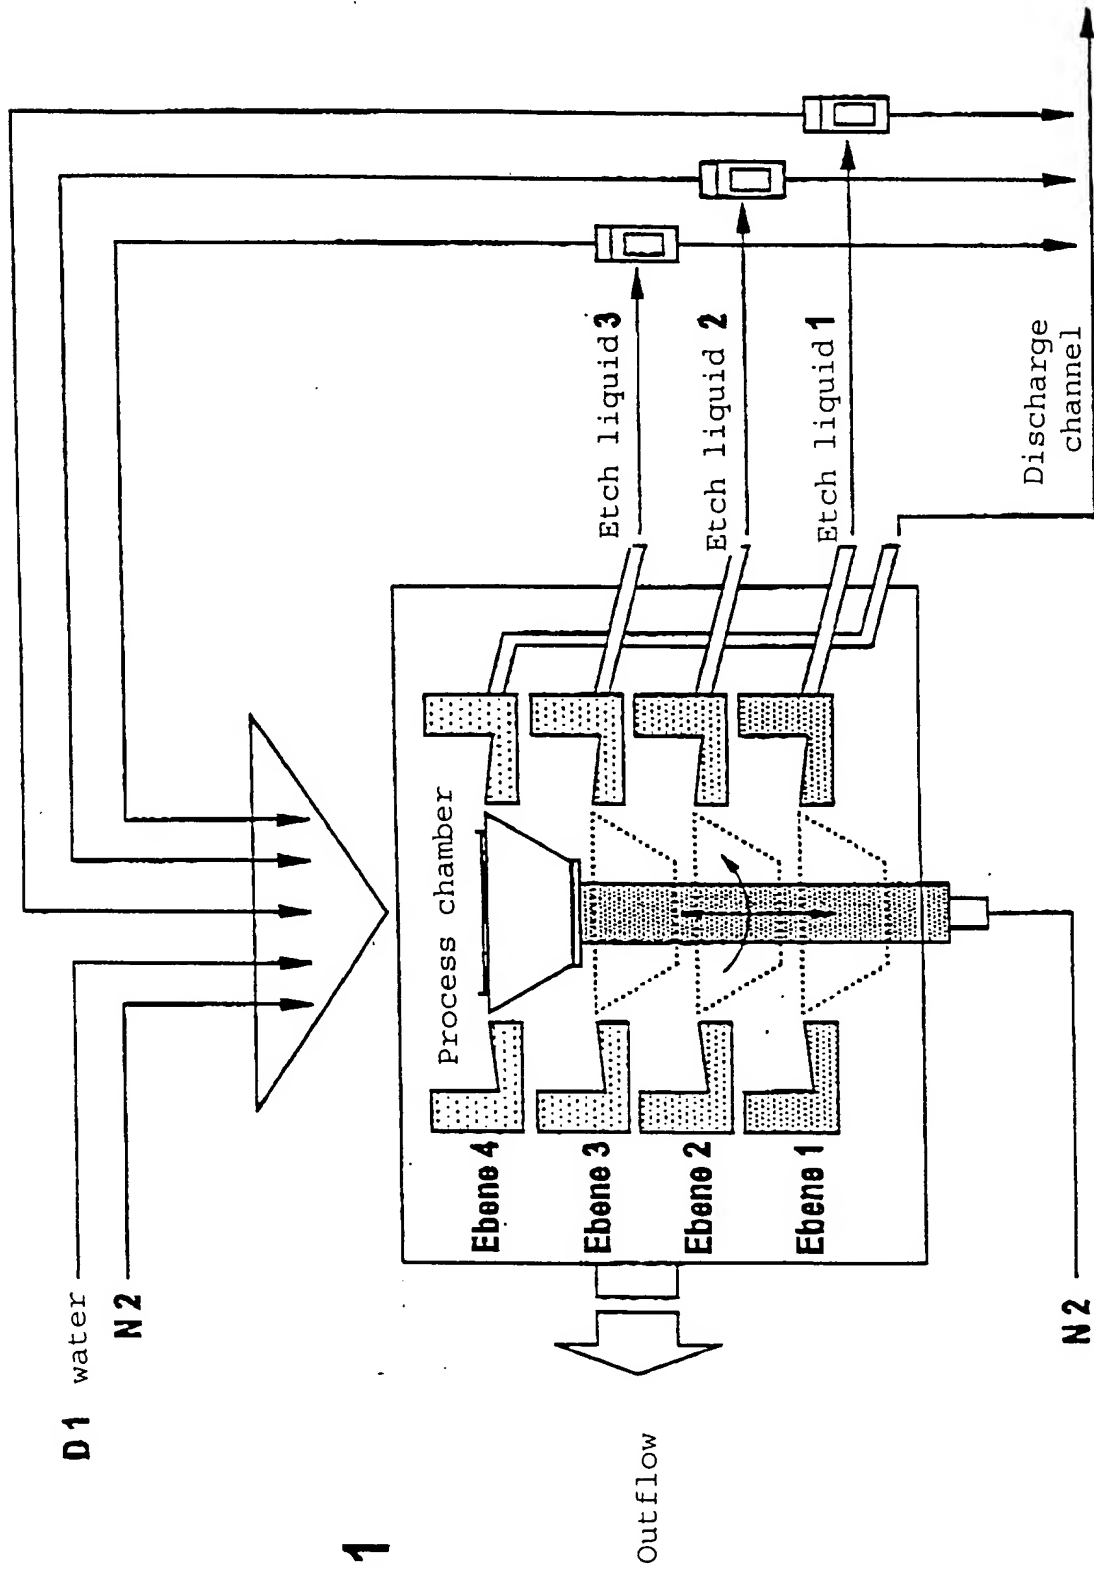 D1 water
N2
Process chamber
Ebene 4
Ebene 3
Ebene 2
Ebene 1
Etch liquid 3
Etch liquid 2
Etch liquid 1
Discharge
channel
Outflow
N2
1